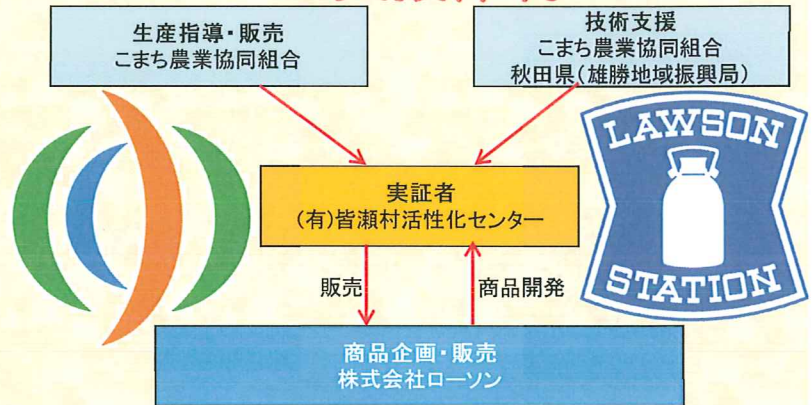 生産指導・販売
こまち農業協同組合
技術支援
こまち農業協同組合
秋田県(雄勝地域振興局)
LAWSON
STATION
実証者
(有)皆瀬村活性化センター
販売
商品開発
商品企画・販売
株式会社ローソン